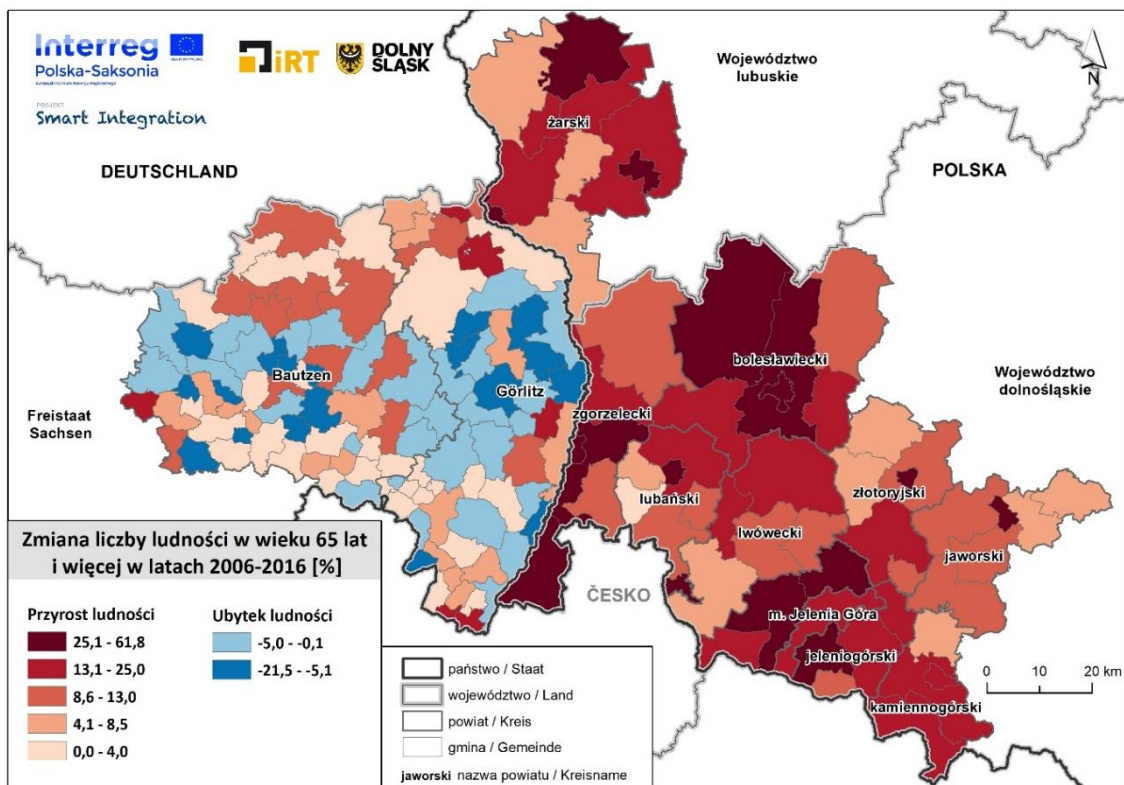 Interreg
Polska-Saksonia
iRT
DOLNY
ŚLĄSK
PROJEKT
Smart Integration
DEUTSCHLAND
Województwo
lubuskie
N
POLSKA
żarski
bolesławiecki
Województwo
dolnośląskie
Bautzen
Görlitz
Freistaat
Sachsen
zgorzelecki
lubański
lwówecki
złotoryjski
jaworski
ČESKO
m. Jelenia Góra
jeleniogórski
kamiennogórski
0 10 20 km
Zmiana liczby ludności w wieku 65 lat
i więcej w latach 2006-2016 [%]
Przyrost ludności
25,1 - 61,8
13,1 - 25,0
8,6 - 13,0
4,1 - 8,5
0,0 - 4,0
Ubytek ludności
-5,0 - -0,1
-21,5 - -5,1
państwo / Staat
województwo / Land
powiat / Kreis
gmina / Gemeinde
jaworski nazwa powiatu / Kreisname